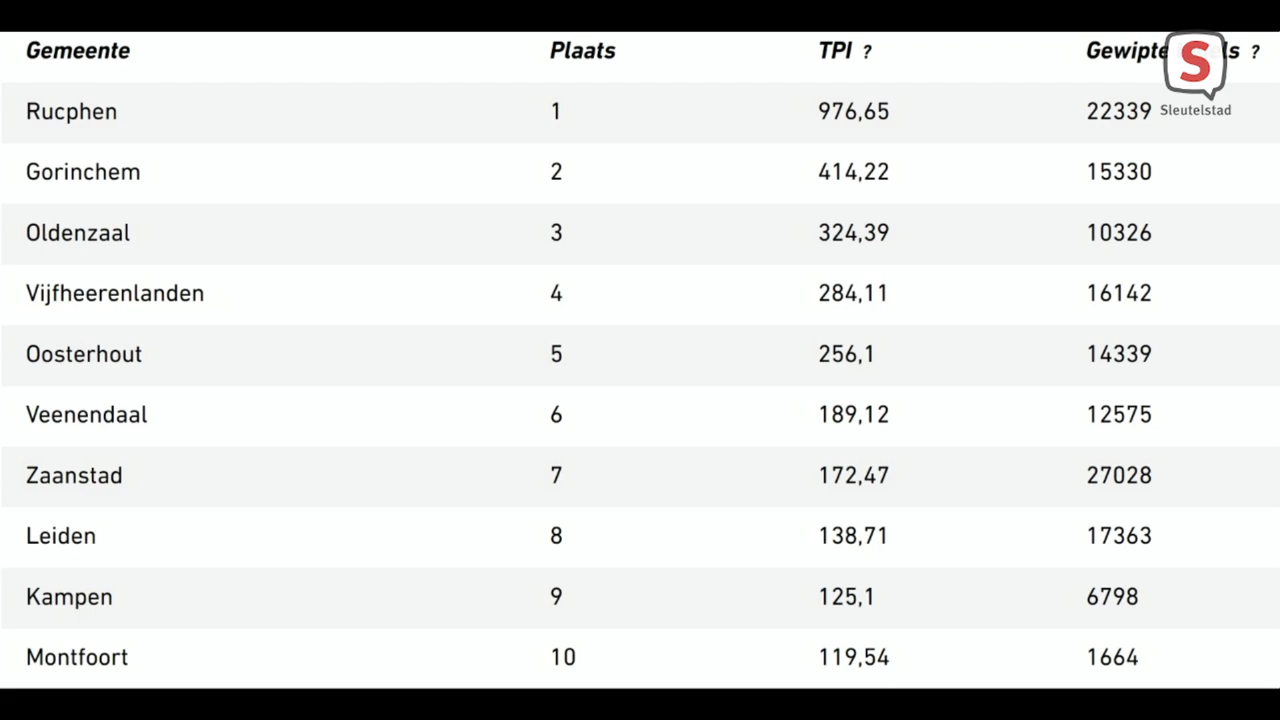 Gemeente Plaats TPI ? Gewipte ?
S
Sleutelstad
Rucphen 1 976,65 22339
Gorinchem 2 414,22 15330
Oldenzaal 3 324,39 10326
Vijfheerenlanden 4 284,11 16142
Oosterhout 5 256,1 14339
Veenendaal 6 189,12 12575
Zaanstad 7 172,47 27028
Leiden 8 138,71 17363
Kampen 9 125,1 6798
Montfoort 10 119,54 1664